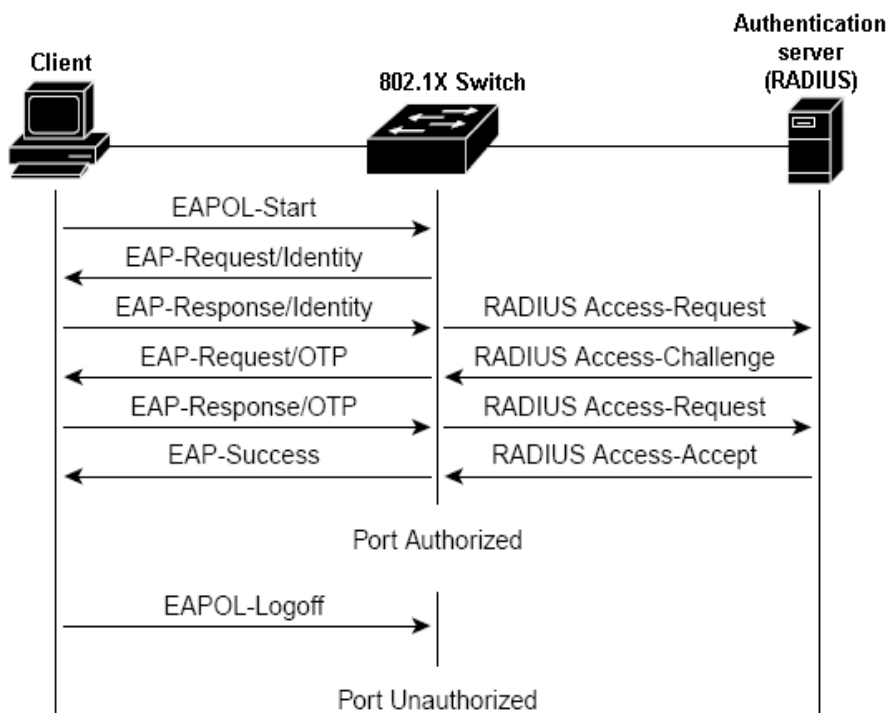 Client
802.1X Switch
Authentication
server
(RADIUS)
EAPOL-Start
EAP-Request/Identity
EAP-Response/Identity
RADIUS Access-Request
EAP-Request/OTP
RADIUS Access-Challenge
EAP-Response/OTP
RADIUS Access-Request
EAP-Success
RADIUS Access-Accept
Port Authorized
EAPOL-Logoff
Port Unauthorized